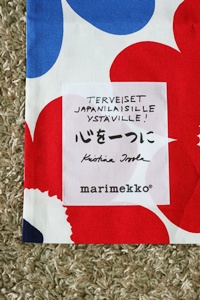 TERVEISET
JAPANILAISILLE
YSTÄVILLE!
心を一つに
Kristina Isola
marimekko®